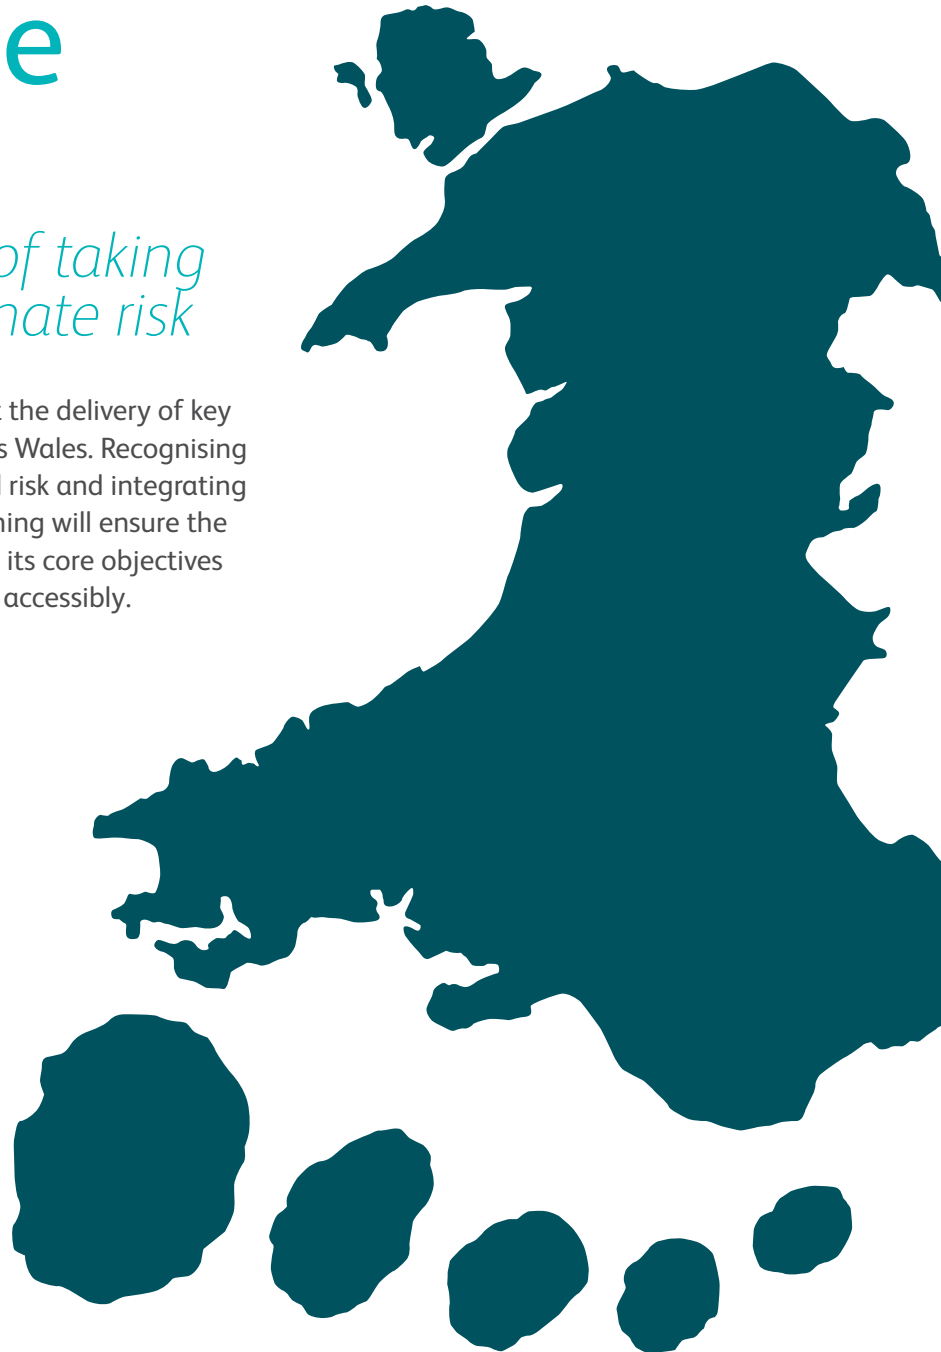 e
of taking
nate risk
the delivery of key
s Wales. Recognising
risk and integrating
ning will ensure the
its core objectives
accessibly.